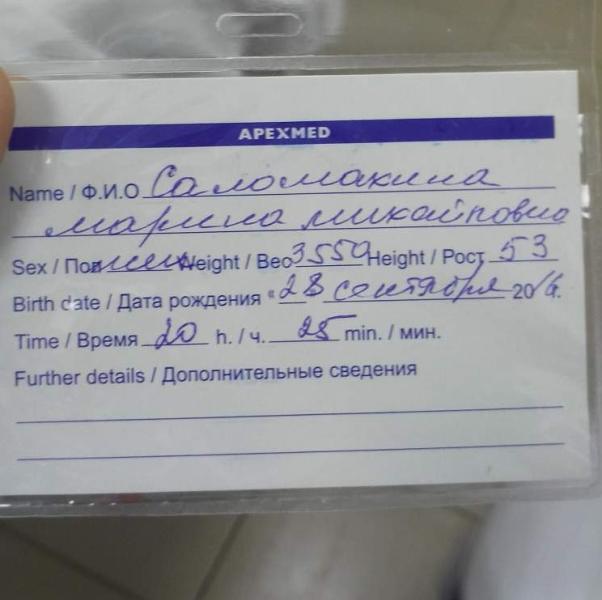 APEXMED
Name / Ф.И.О Саломакина
марина михайловна
Sex / Пол жен Weight / Вес 3550 Height / Рост 53
Birth date / Дата рождения "28 сентября 2016г.
Time / Время 20 h. / ч. 25 min. / мин.
Further details / Дополнительные сведения